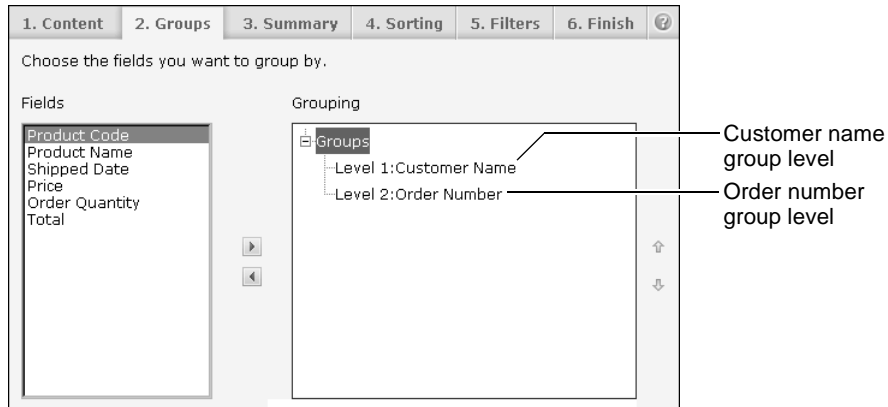 1. Content 2. Groups 3. Summary 4. Sorting 5. Filters 6. Finish ?
Choose the fields you want to group by.
Fields
Grouping
Product Code
Product Name
Shipped Date
Price
Order Quantity
Total
Groups
Level 1:Customer Name
Level 2:Order Number
Customer name
group level
Order number
group level